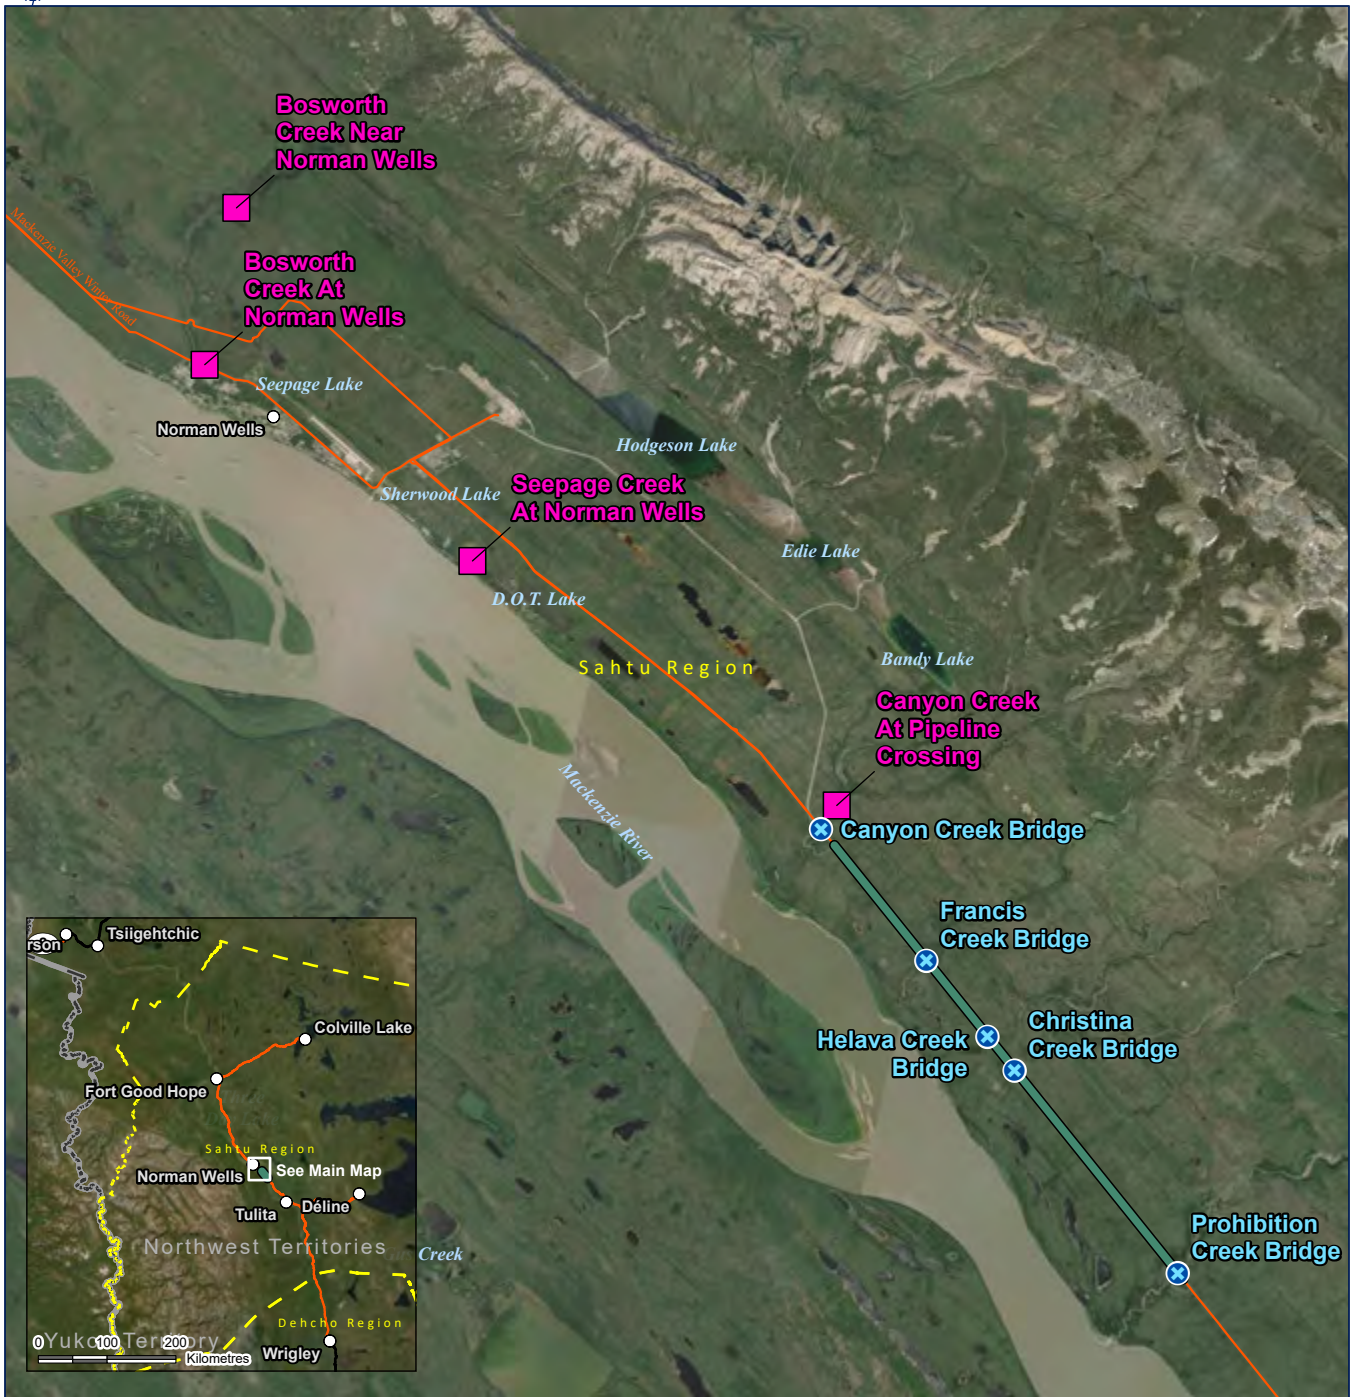 Bosworth
Creek Near
Norman Wells
Mackenzie Valley Winter Road
Bosworth
Creek At
Norman Wells
Seepage Lake
Norman Wells
Hodgeson Lake
Sherwood Lake
Seepage Creek
At Norman Wells
Edie Lake
D.O.T. Lake
Sahtu Region
Bandy Lake
Canyon Creek
At Pipeline
Crossing
Mackenzie River
Canyon Creek Bridge
Francis
Creek Bridge
Helava Creek
Bridge
Christina
Creek Bridge
Prohibition
Creek Bridge
Creek
rson
Tsiigehtchic
Colville Lake
Fort Good Hope
Sahtu Region
Norman Wells
See Main Map
Tulita
Déline
Northwest Territories
Dehcho Region
Yukon Territory
Wrigley
0 100 200
Kilometres